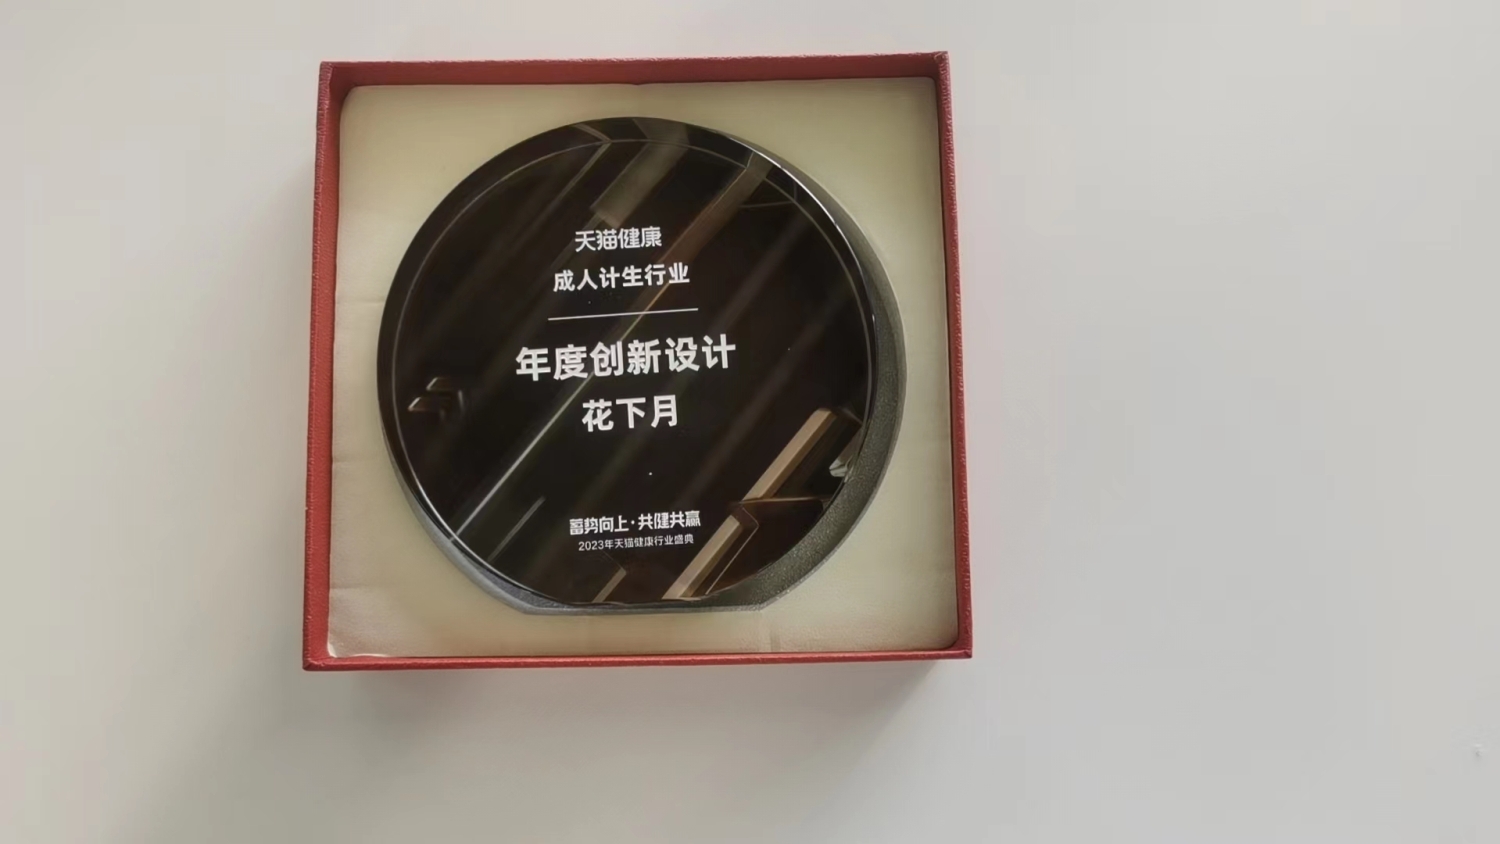 天猫健康
成人计生行业
年度创新设计
花下月
蓄势向上·共健共赢
2023年天猫健康行业盛典